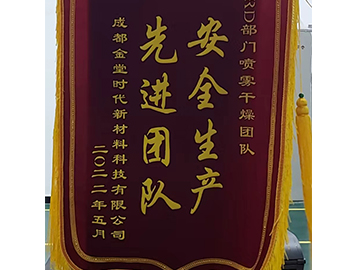 RD部门喷雾干燥团队
安全生产
先进团队
成都金堂时代新材料科技有限公司
二〇二二年五月